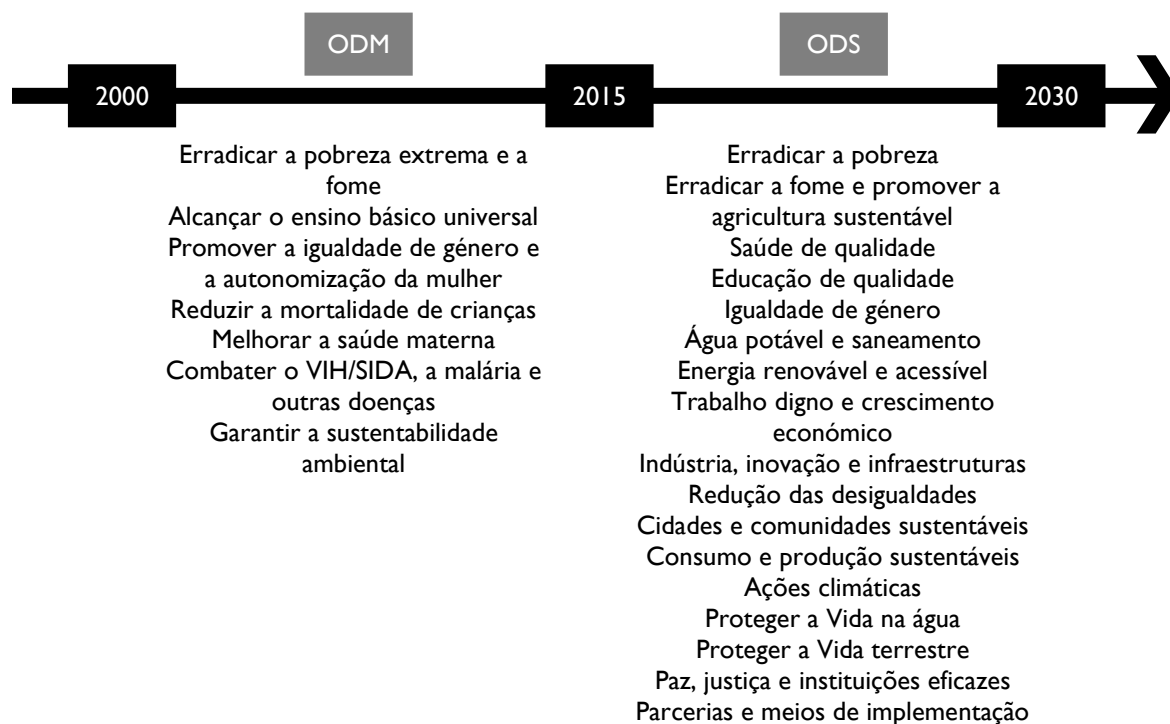 ODM
ODS
2000
2015
2030
Erradicar a pobreza extrema e a
fome
Alcançar o ensino básico universal
Promover a igualdade de género e
a autonomização da mulher
Reduzir a mortalidade de crianças
Melhorar a saúde materna
Combater o VIH/SIDA, a malária e
outras doenças
Garantir a sustentabilidade
ambiental
Erradicar a pobreza
Erradicar a fome e promover a
agricultura sustentável
Saúde de qualidade
Educação de qualidade
Igualdade de género
Água potável e saneamento
Energia renovável e acessível
Trabalho digno e crescimento
económico
Indústria, inovação e infraestruturas
Redução das desigualdades
Cidades e comunidades sustentáveis
Consumo e produção sustentáveis
Ações climáticas
Proteger a Vida na água
Proteger a Vida terrestre
Paz, justiça e instituições eficazes
Parcerias e meios de implementação